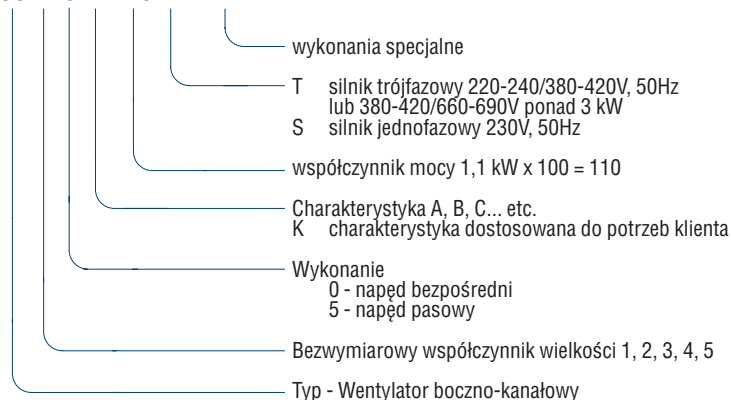 wykonania specjalne
T silnik trójfazowy 220-240/380-420V, 50Hz
lub 380-420/660-690V ponad 3 kW
S silnik jednofazowy 230V, 50Hz
współczynnik mocy 1,1 kW x 100 = 110
Charakterystyka A, B, C... etc.
K charakterystyka dostosowana do potrzeb klienta
Wykonanie
0 - napęd bezpośredni
5 - napęd pasowy
Bezwymiarowy współczynnik wielkości 1, 2, 3, 4, 5
Typ - Wentylator boczno-kanałowy